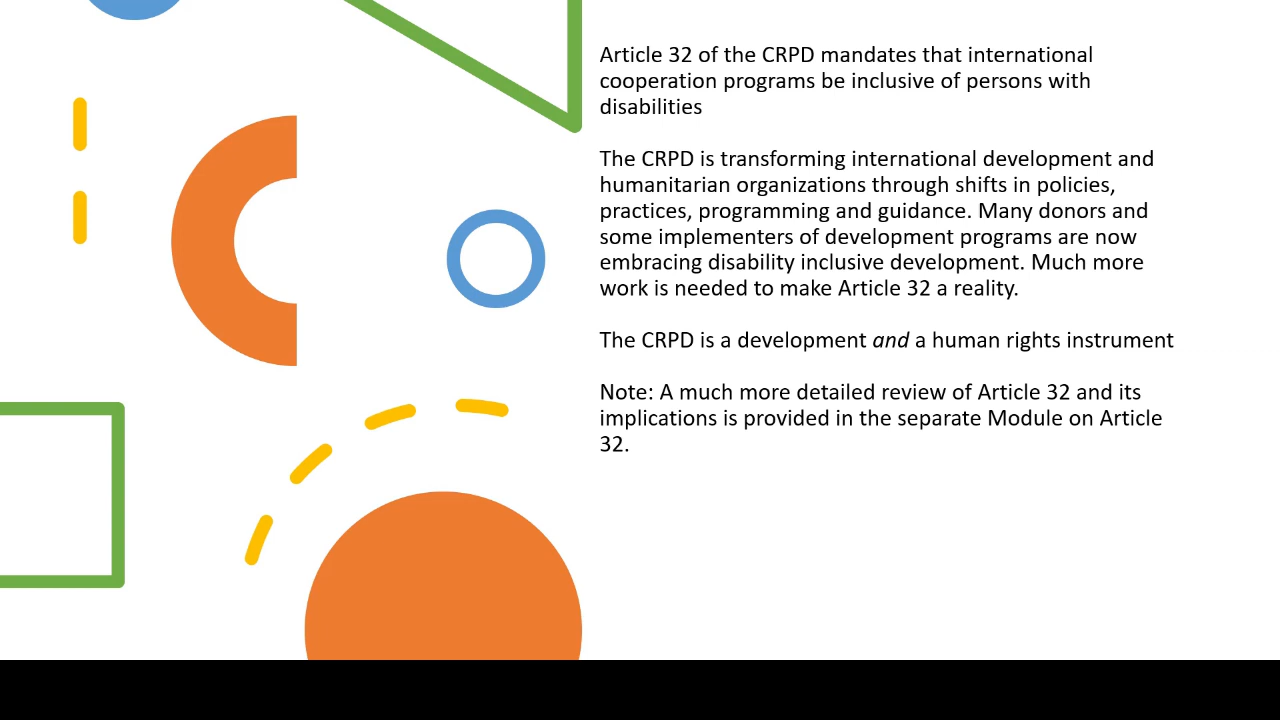 Article 32 of the CRPD mandates that international
cooperation programs be inclusive of persons with
disabilities
The CRPD is transforming international development and
humanitarian organizations through shifts in policies,
practices, programming and guidance. Many donors and
some implementers of development programs are now
embracing disability inclusive development. Much more
work is needed to make Article 32 a reality.
The CRPD is a development and a human rights instrument
Note: A much more detailed review of Article 32 and its
implications is provided in the separate Module on Article
32.